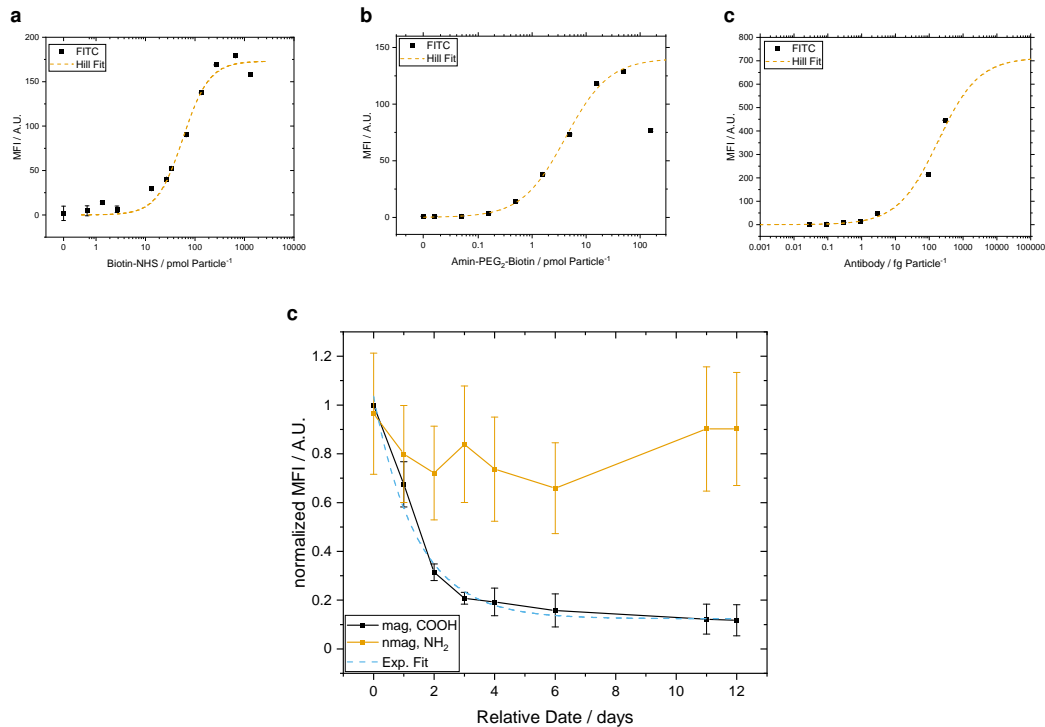 a
200
150
100
50
0
MFI / A.U.
FITC
Hill Fit
0 1 10 100 1000 10000
Biotin-NHS / pmol Particle⁻¹
b
150
100
50
0
MFI / A.U.
FITC
Hill Fit
0 0.1 1 10 100
Amin-PEG₂-Biotin / pmol Particle⁻¹
c
800
700
600
500
400
300
200
100
0
MFI / A.U.
FITC
Hill Fit
0.001 0.01 0.1 1 10 100 1000 10000 100000
Antibody / fg Particle⁻¹
c
1.2
1
0.8
0.6
0.4
0.2
0
normalized MFI / A.U.
mag, COOH
nmag, NH₂
Exp. Fit
0 2 4 6 8 10 12
Relative Date / days